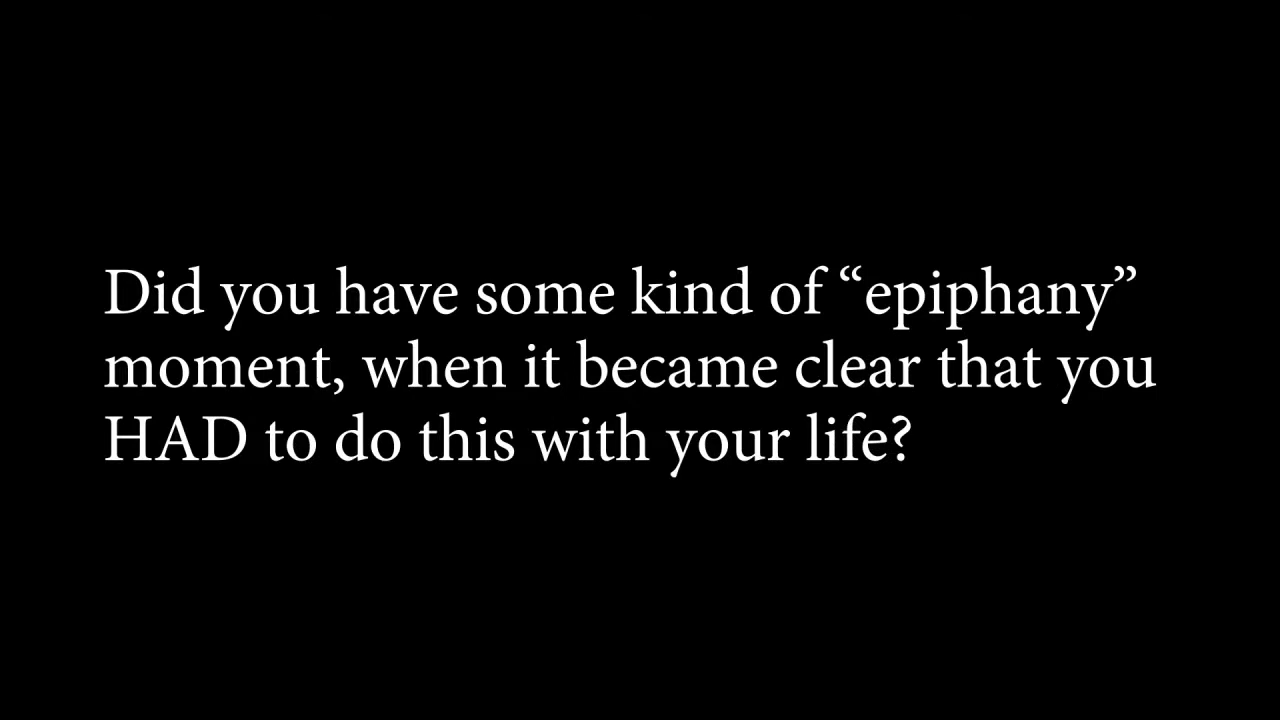 Did you have some kind of “epiphany”
moment, when it became clear that you
HAD to do this with your life?